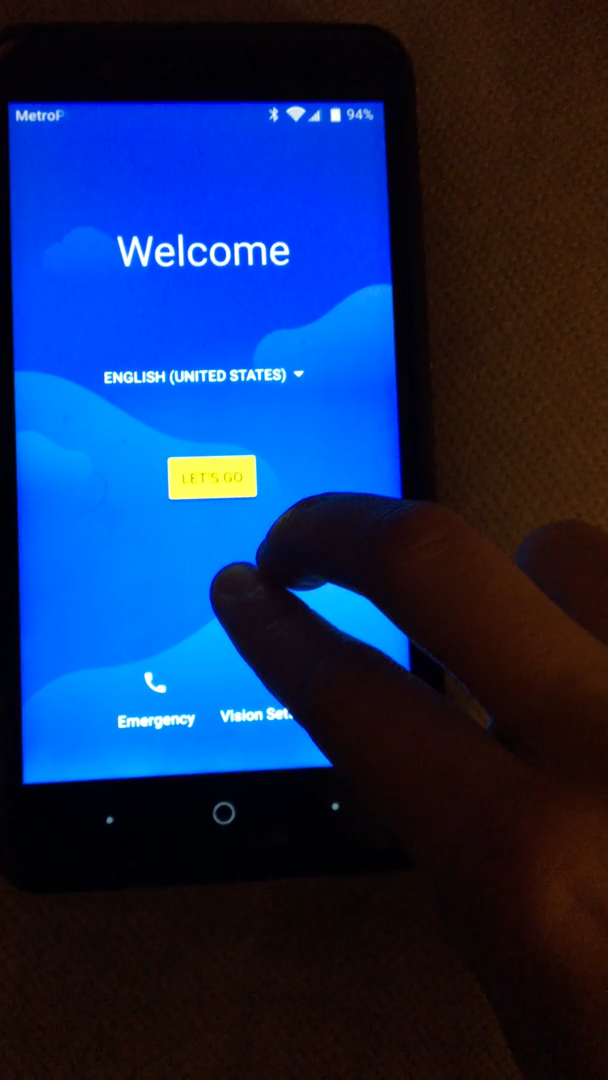 MetroP 94%
Welcome
ENGLISH (UNITED STATES)
LET'S GO
Emergency Vision Set